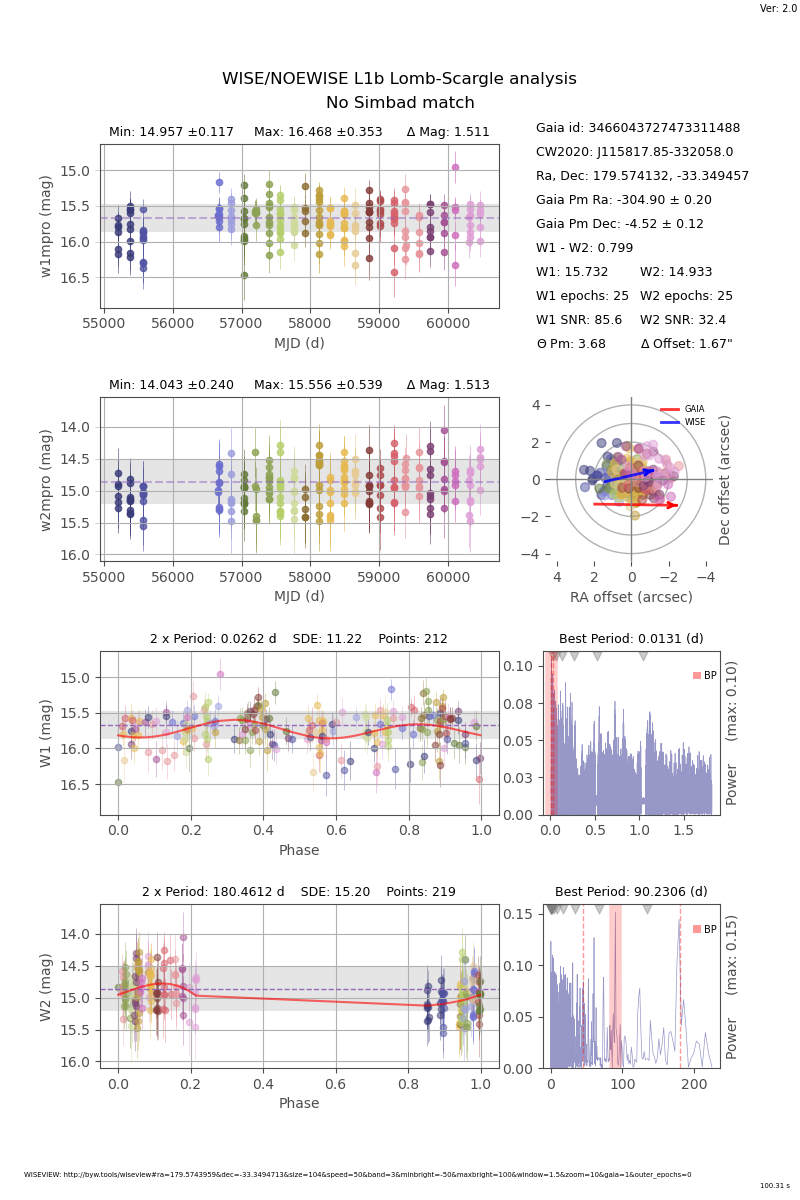 Ver: 2.0
WISE/NOEWISE L1b Lomb-Scargle analysis
No Simbad match
Min: 14.957 ±0.117 Max: 16.468 ±0.353 Δ Mag: 1.511
15.0
15.5
16.0
16.5
w1mpro (mag)
55000 56000 57000 58000 59000 60000
MJD (d)
Gaia id: 3466043727473311488
CW2020: J115817.85-332058.0
Ra, Dec: 179.574132, -33.349457
Gaia Pm Ra: -304.90 ± 0.20
Gaia Pm Dec: -4.52 ± 0.12
W1 - W2: 0.799
W1: 15.732 W2: 14.933
W1 epochs: 25 W2 epochs: 25
W1 SNR: 85.6 W2 SNR: 32.4
Θ Pm: 3.68 Δ Offset: 1.67"
Min: 14.043 ±0.240 Max: 15.556 ±0.539 Δ Mag: 1.513
14.0
14.5
15.0
15.5
16.0
w2mpro (mag)
55000 56000 57000 58000 59000 60000
MJD (d)
GAIA
WISE
4
2
0
−2
−4
4 2 0 −2 −4
RA offset (arcsec)
Dec offset (arcsec)
2 x Period: 0.0262 d SDE: 11.22 Points: 212
15.0
15.5
16.0
16.5
W1 (mag)
0.0 0.2 0.4 0.6 0.8 1.0
Phase
Best Period: 0.0131 (d)
BP
0.10
0.08
0.05
0.03
0.00
0.0 0.5 1.0 1.5
Power (max: 0.10)
2 x Period: 180.4612 d SDE: 15.20 Points: 219
14.0
14.5
15.0
15.5
16.0
W2 (mag)
0.0 0.2 0.4 0.6 0.8 1.0
Phase
Best Period: 90.2306 (d)
BP
0.15
0.10
0.05
0.00
0 100 200
Power (max: 0.15)
WISEVIEW: http://byw.tools/wiseview#ra=179.5743959&dec=-33.3494713&size=104&speed=50&band=3&minbright=-50&maxbright=100&window=1.5&zoom=10&gaia=1&outer_epochs=0
100.31 s